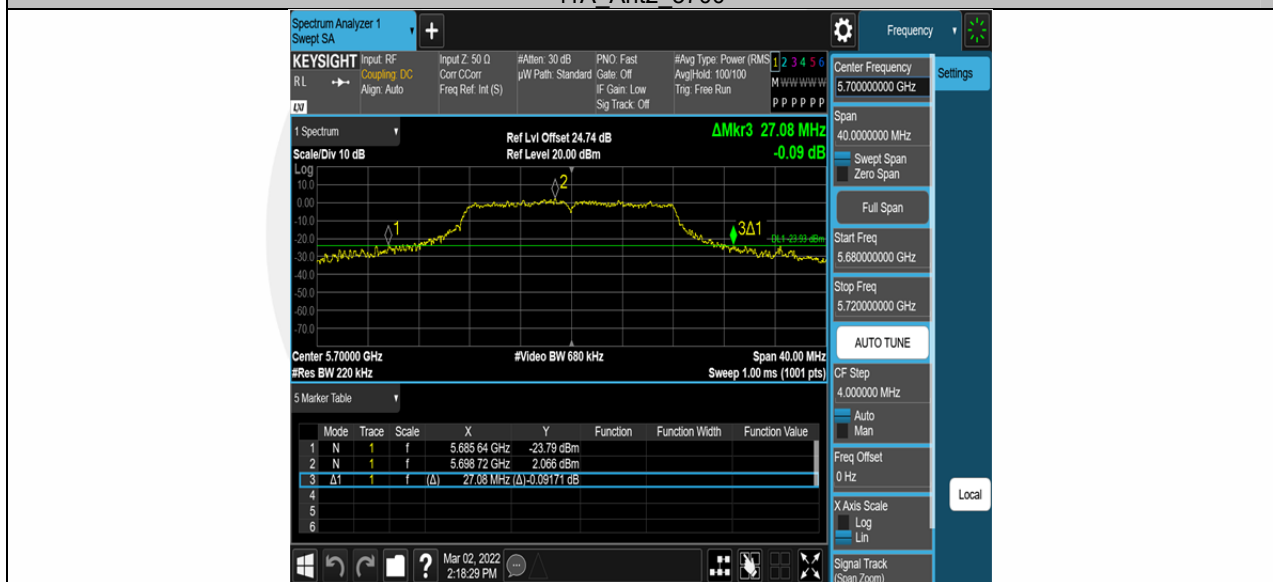 Spectrum Analyzer 1
Swept SA
+
Frequency
KEYSIGHT
RL
LXI
Input: RF
Coupling: DC
Align: Auto
Input Z: 50 Ω
Corr CCorr
Freq Ref: Int (S)
#Atten: 30 dB
µW Path: Standard
PNO: Fast
Gate: Off
IF Gain: Low
Sig Track: Off
#Avg Type: Power (RMS
Avg|Hold: 100/100
Trig: Free Run
1 2 3 4 5 6
M W W W W W
P P P P P P
Center Frequency
5.700000000 GHz
Settings
Span
40.0000000 MHz
Swept Span
Zero Span
Full Span
Start Freq
5.680000000 GHz
Stop Freq
5.720000000 GHz
AUTO TUNE
CF Step
4.000000 MHz
Auto
Man
Freq Offset
0 Hz
X Axis Scale
Log
Lin
Signal Track
(Span Zoom)
Local
1 Spectrum
Scale/Div 10 dB
Ref Lvl Offset 24.74 dB
Ref Level 20.00 dBm
ΔMkr3 27.08 MHz
-0.09 dB
Log
10.0
0.00
-10.0
-20.0
-30.0
-40.0
-50.0
-60.0
-70.0
1
2
3Δ1
DL1 -23.93 dBm
Center 5.70000 GHz
#Video BW 680 kHz
Span 40.00 MHz
#Res BW 220 kHz
Sweep 1.00 ms (1001 pts)
5 Marker Table
Mode Trace Scale X Y Function Function Width Function Value
1 N 1 f 5.685 64 GHz -23.79 dBm
2 N 1 f 5.698 72 GHz 2.066 dBm
3 Δ1 1 f (Δ) 27.08 MHz (Δ)-0.09171 dB
4
5
6
?
Mar 02, 2022
2:18:29 PM